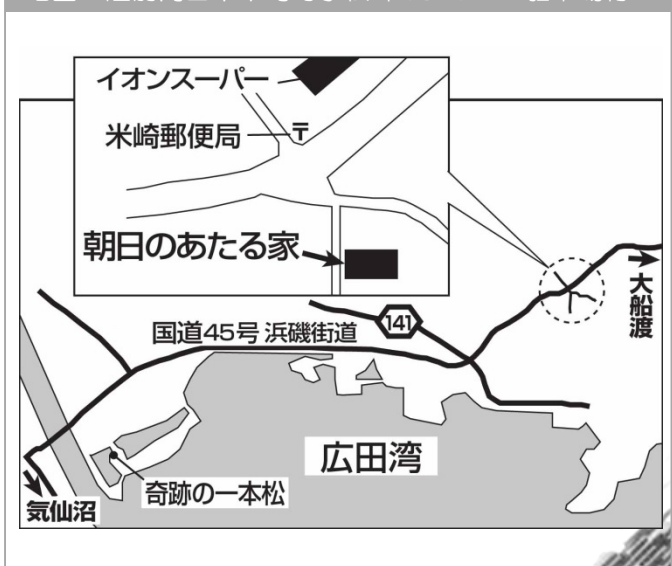 イオンスーパー
米崎郵便局
〒
朝日のあたる家
大船渡
141
国道45号 浜磯街道
広田湾
奇跡の一本松
気仙沼